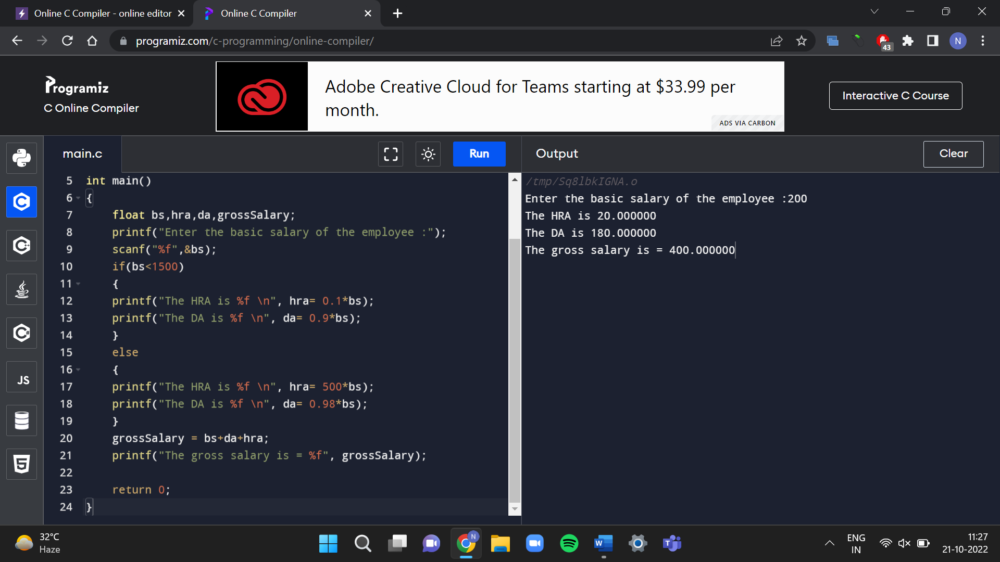 Online C Compiler - online editor
Online C Compiler
programiz.com/c-programming/online-compiler/
43
N
Programiz
C Online Compiler
Adobe Creative Cloud for Teams starting at $33.99 per
month.
ADS VIA CARBON
Interactive C Course
main.c
Run
Output
Clear
5 int main()
6 {
7 float bs,hra,da,grossSalary;
8 printf("Enter the basic salary of the employee :");
9 scanf("%f",&bs);
10 if(bs<1500)
11 {
12 printf("The HRA is %f \n", hra= 0.1*bs);
13 printf("The DA is %f \n", da= 0.9*bs);
14 }
15 else
16 {
17 printf("The HRA is %f \n", hra= 500*bs);
18 printf("The DA is %f \n", da= 0.98*bs);
19 }
20 grossSalary = bs+da+hra;
21 printf("The gross salary is = %f", grossSalary);
22
23 return 0;
24 }
/tmp/Sq8lbkIGNA.o
Enter the basic salary of the employee :200
The HRA is 20.000000
The DA is 180.000000
The gross salary is = 400.000000
C
C++
C#
JS
5
32°C
Haze
N
W
T
ENG
IN
11:27
21-10-2022